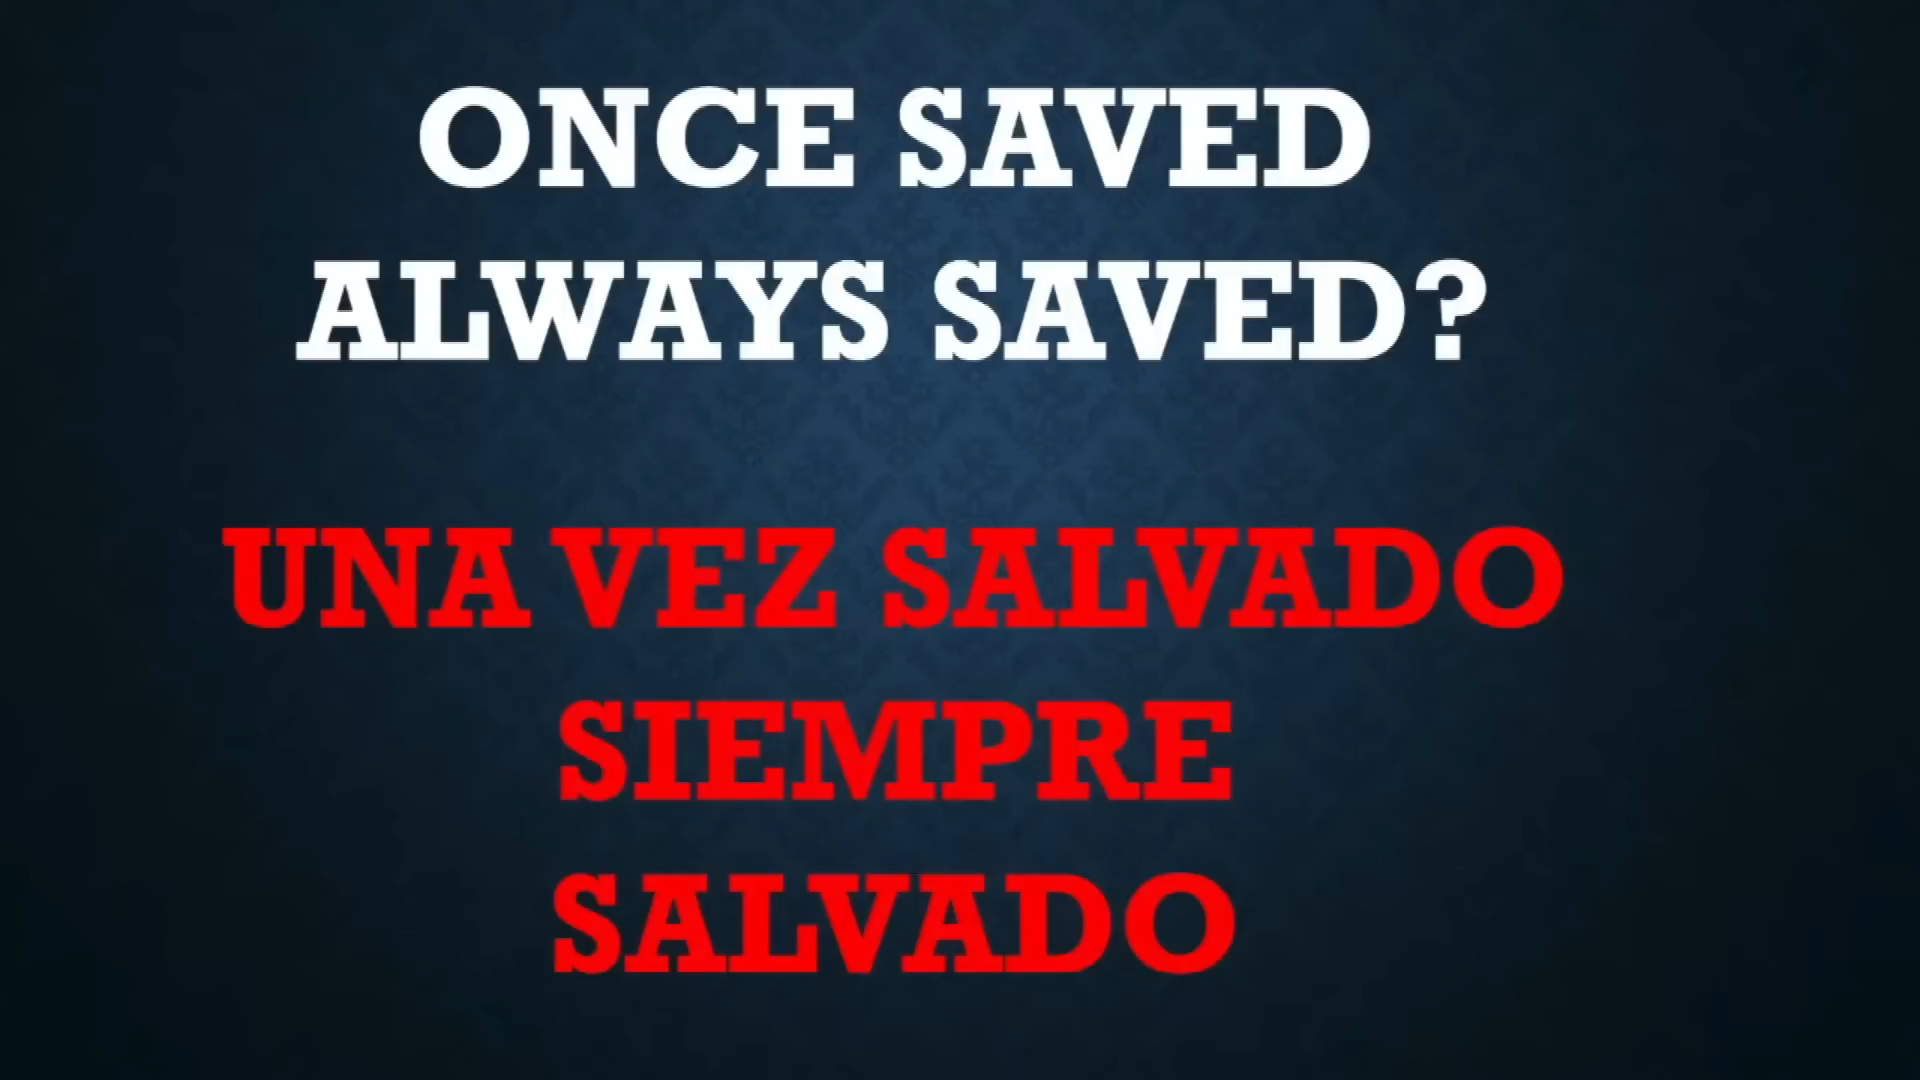 ONCE SAVED
ALWAYS SAVED?
UNA VEZ SALVADO
SIEMPRE
SALVADO